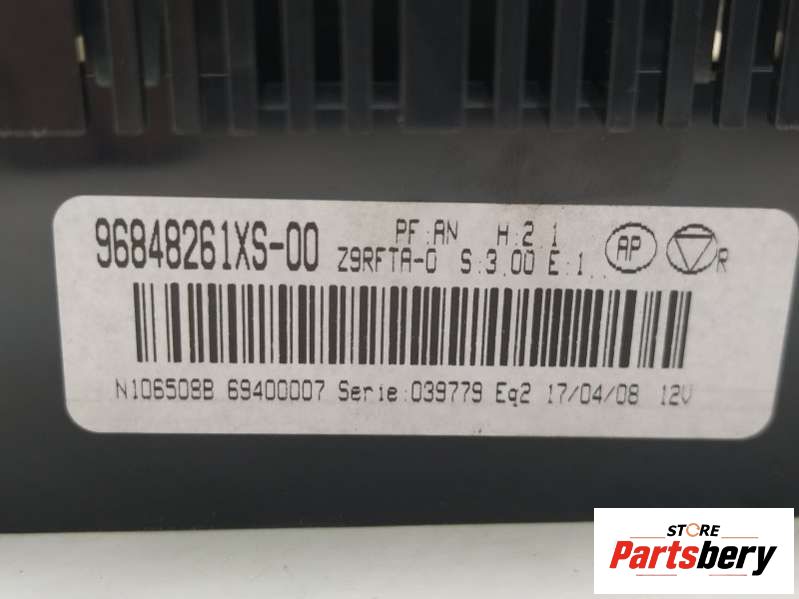 96848261XS-00 PF:AN H:2.1
Z9RFTA-0 S:3.00 E:1..
AP R
N106508B 69400007 Serie:039779 Eq2 17/04/08 12V
STORE
Partsbery